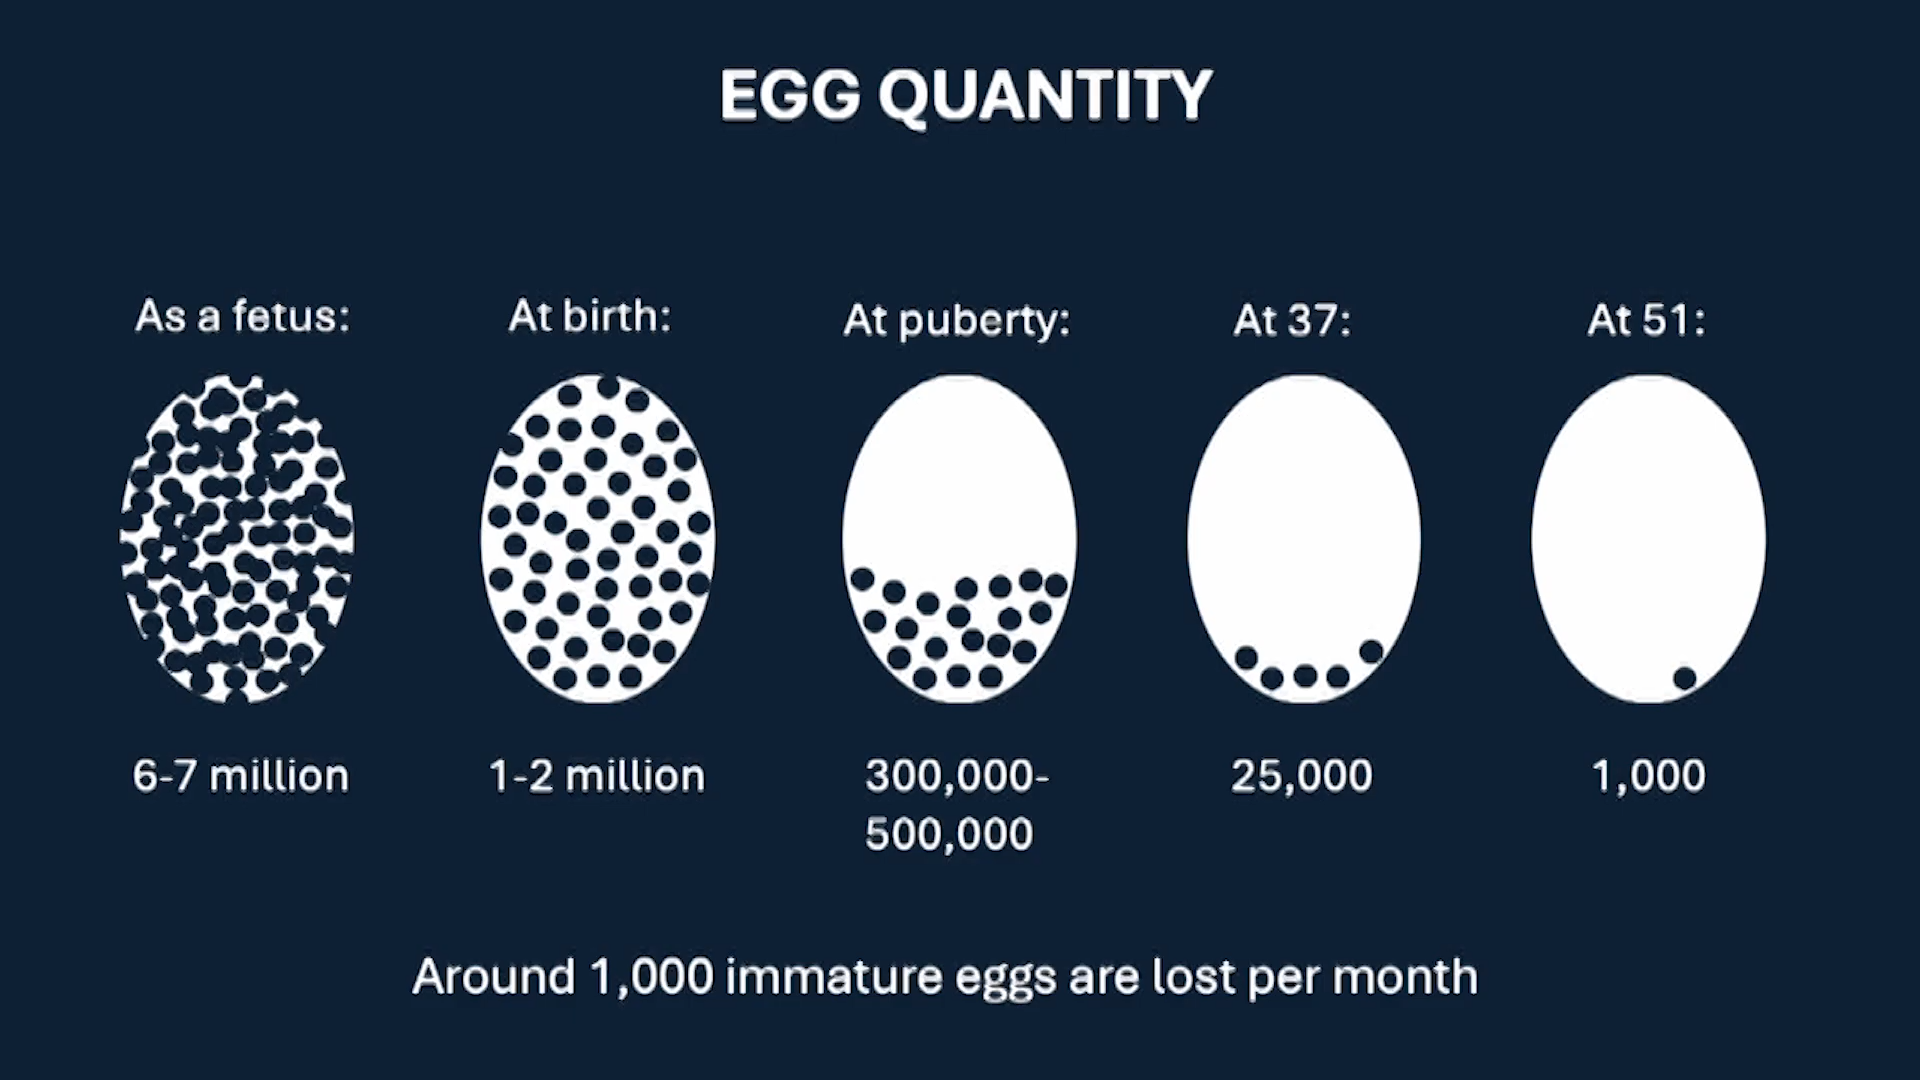 EGG QUANTITY
As a fetus:
At birth:
At puberty:
At 37:
At 51:
6-7 million
1-2 million
300,000-
500,000
25,000
1,000
Around 1,000 immature eggs are lost per month